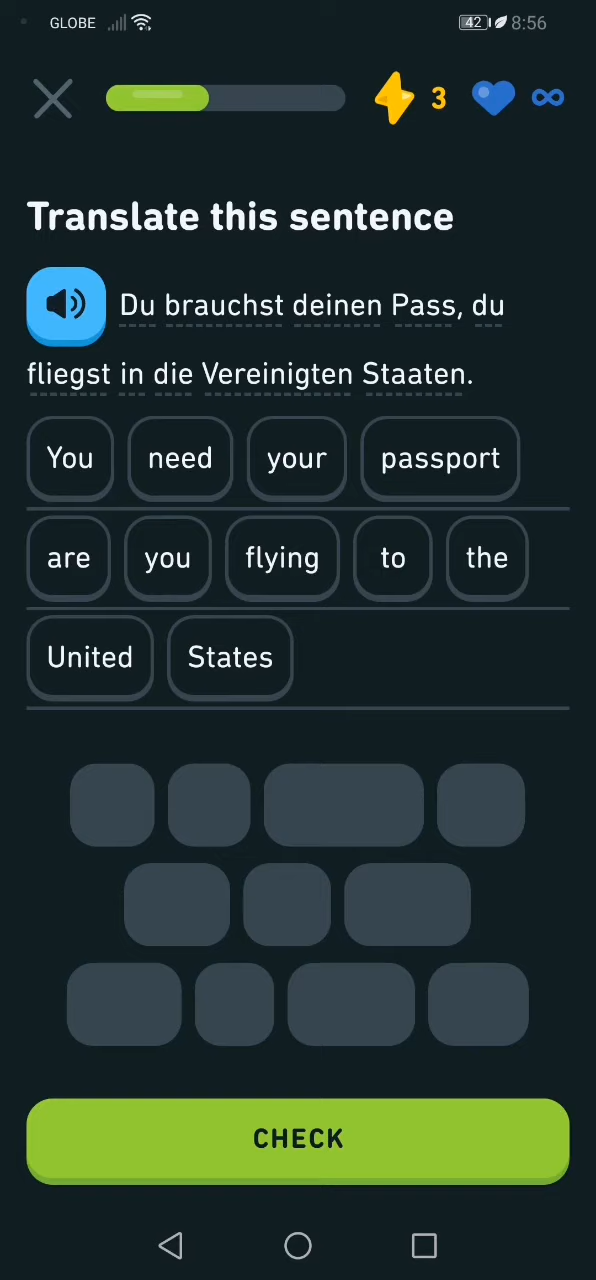 GLOBE 42 8:56
3 ∞
Translate this sentence
Du brauchst deinen Pass, du
fliegst in die Vereinigten Staaten.
You need your passport
are you flying to the
United States
CHECK